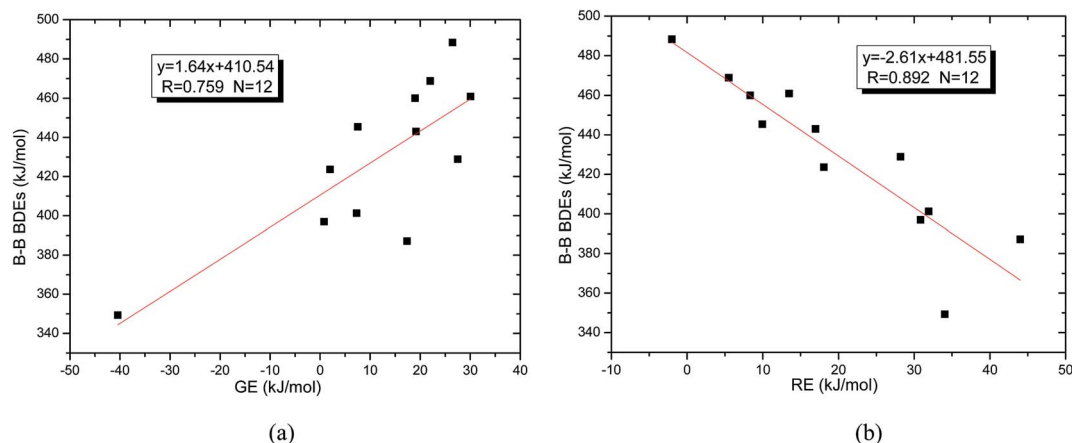 500
480
460
440
420
400
380
360
340
B-B BDEs (kJ/mol)
y=1.64x+410.54
R=0.759 N=12
-50 -40 -30 -20 -10 0 10 20 30 40
GE (kJ/mol)
(a)
500
480
460
440
420
400
380
360
340
B-B BDEs (kJ/mol)
y=-2.61x+481.55
R=0.892 N=12
-10 0 10 20 30 40 50
RE (kJ/mol)
(b)